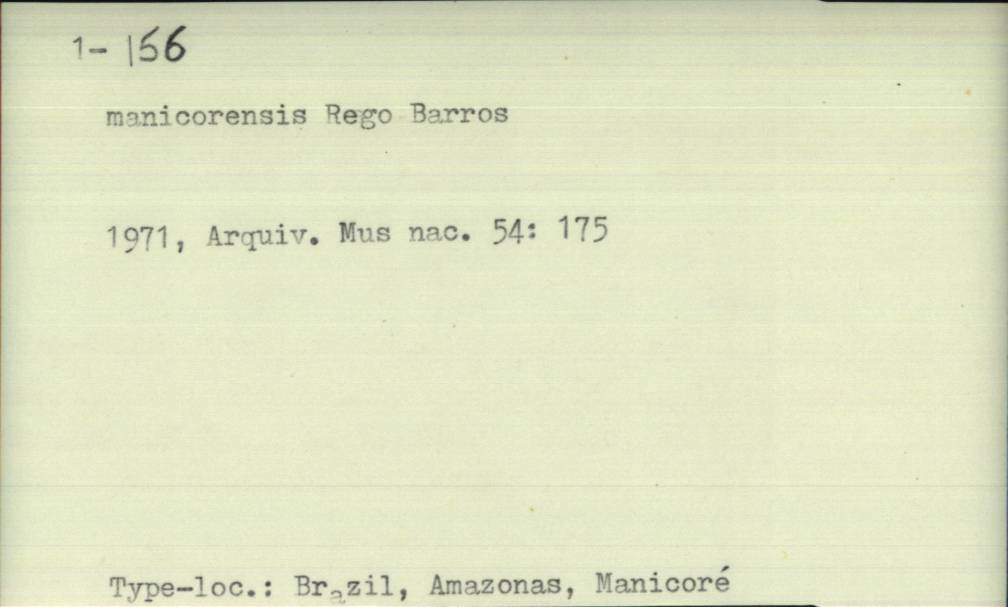 1- 156
manicorensis Rego Barros
1971, Arquiv. Mus nac. 54: 175
Type-loc.: Brazil, Amazonas, Manicoré